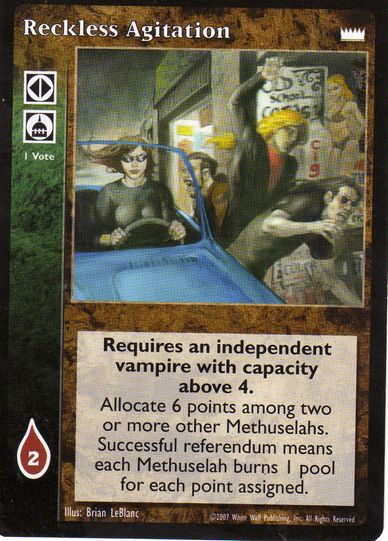 Reckless Agitation
1 Vote
Requires an independent
vampire with capacity
above 4.
Allocate 6 points among two
or more other Methuselahs.
Successful referendum means
each Methuselah burns 1 pool
for each point assigned.
2
Illus: Brian LeBlanc
©2007 White Wolf Publishing, Inc. All Rights Reserved